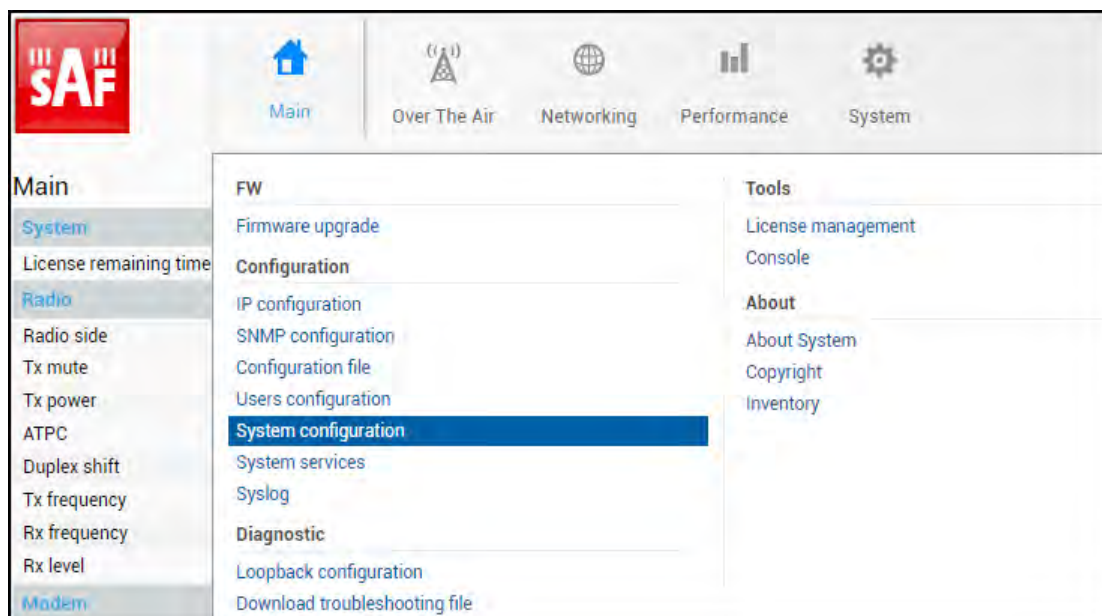 SAF
Main
Over The Air
Networking
Performance
System
Main
System
License remaining time
Radio
Radio side
Tx mute
Tx power
ATPC
Duplex shift
Tx frequency
Rx frequency
Rx level
Modem
FW
Firmware upgrade
Configuration
IP configuration
SNMP configuration
Configuration file
Users configuration
System configuration
System services
Syslog
Diagnostic
Loopback configuration
Download troubleshooting file
Tools
License management
Console
About
About System
Copyright
Inventory